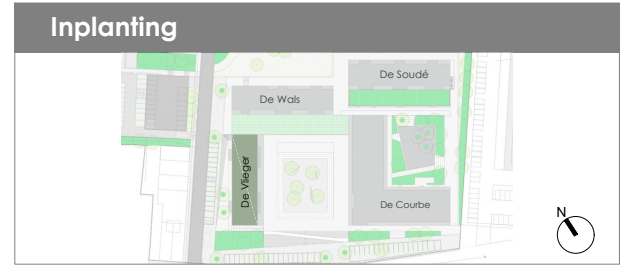 Inplanting
De Soudé
De Wals
De Vlieger
De Courbe
N